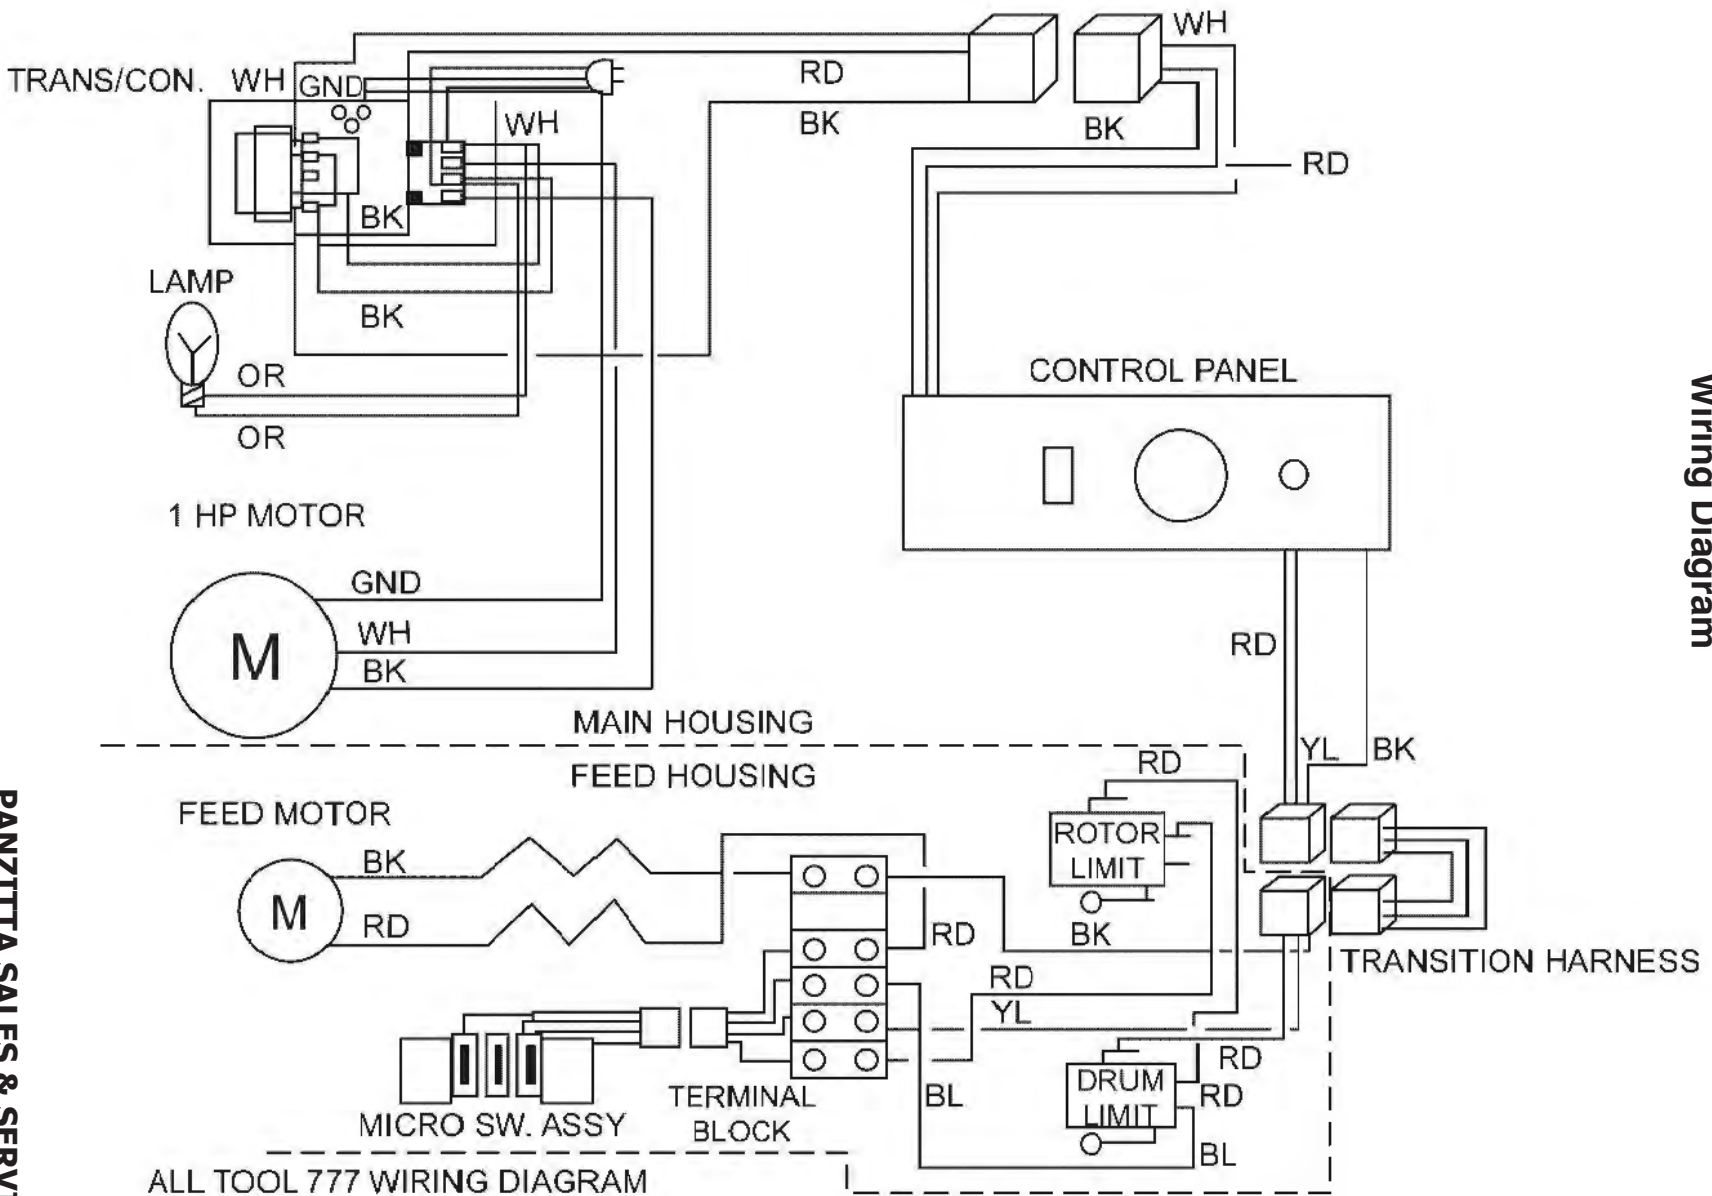 WH
TRANS/CON.
WH
GND
RD
WH
BK
BK
RD
BK
LAMP
BK
OR
CONTROL PANEL
OR
Wiring Diagram
1 HP MOTOR
GND
WH
M
BK
RD
MAIN HOUSING
YL
BK
FEED HOUSING
RD
FEED MOTOR
ROTOR
LIMIT
BK
M
RD
RD
BK
TRANSITION HARNESS
RD
YL
RD
DRUM
LIMIT
RD
BL
TERMINAL
BLOCK
MICRO SW. ASSY
BL
ALL TOOL 777 WIRING DIAGRAM
PANZITTA SALES &